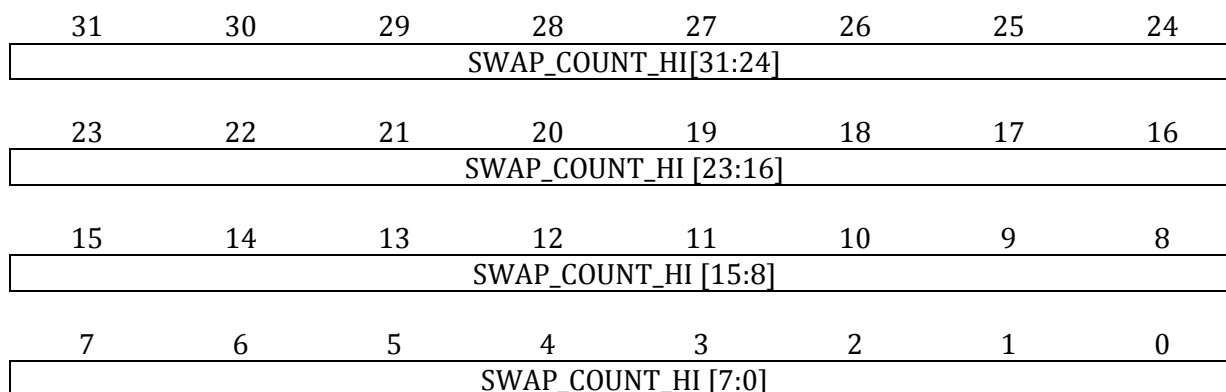 31 30 29 28 27 26 25 24
SWAP_COUNT_HI[31:24]
23 22 21 20 19 18 17 16
SWAP_COUNT_HI [23:16]
15 14 13 12 11 10 9 8
SWAP_COUNT_HI [15:8]
7 6 5 4 3 2 1 0
SWAP_COUNT_HI [7:0]